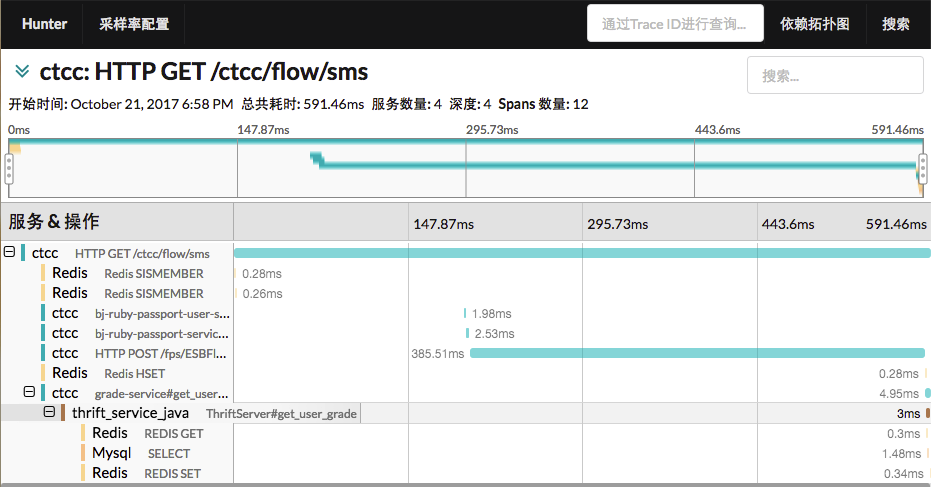 Hunter 采样率配置 通过Trace ID进行查询... 依赖拓扑图 搜索
ctcc: HTTP GET /ctcc/flow/sms 搜索...
开始时间: October 21, 2017 6:58 PM 总共耗时: 591.46ms 服务数量: 4 深度: 4 Spans 数量: 12
0ms 147.87ms 295.73ms 443.6ms 591.46ms
服务 & 操作 147.87ms 295.73ms 443.6ms 591.46ms
ctcc HTTP GET /ctcc/flow/sms
Redis Redis SISMEMBER 0.28ms
Redis Redis SISMEMBER 0.26ms
ctcc bj-ruby-passport-user-s... 1.98ms
ctcc bj-ruby-passport-servic... 2.53ms
ctcc HTTP POST /fps/ESBFl... 385.51ms
Redis Redis HSET 0.28ms
ctcc grade-service#get_user... 4.95ms
thrift_service_java ThriftServer#get_user_grade 3ms
Redis REDIS GET 0.3ms
Mysql SELECT 1.48ms
Redis REDIS SET 0.34ms